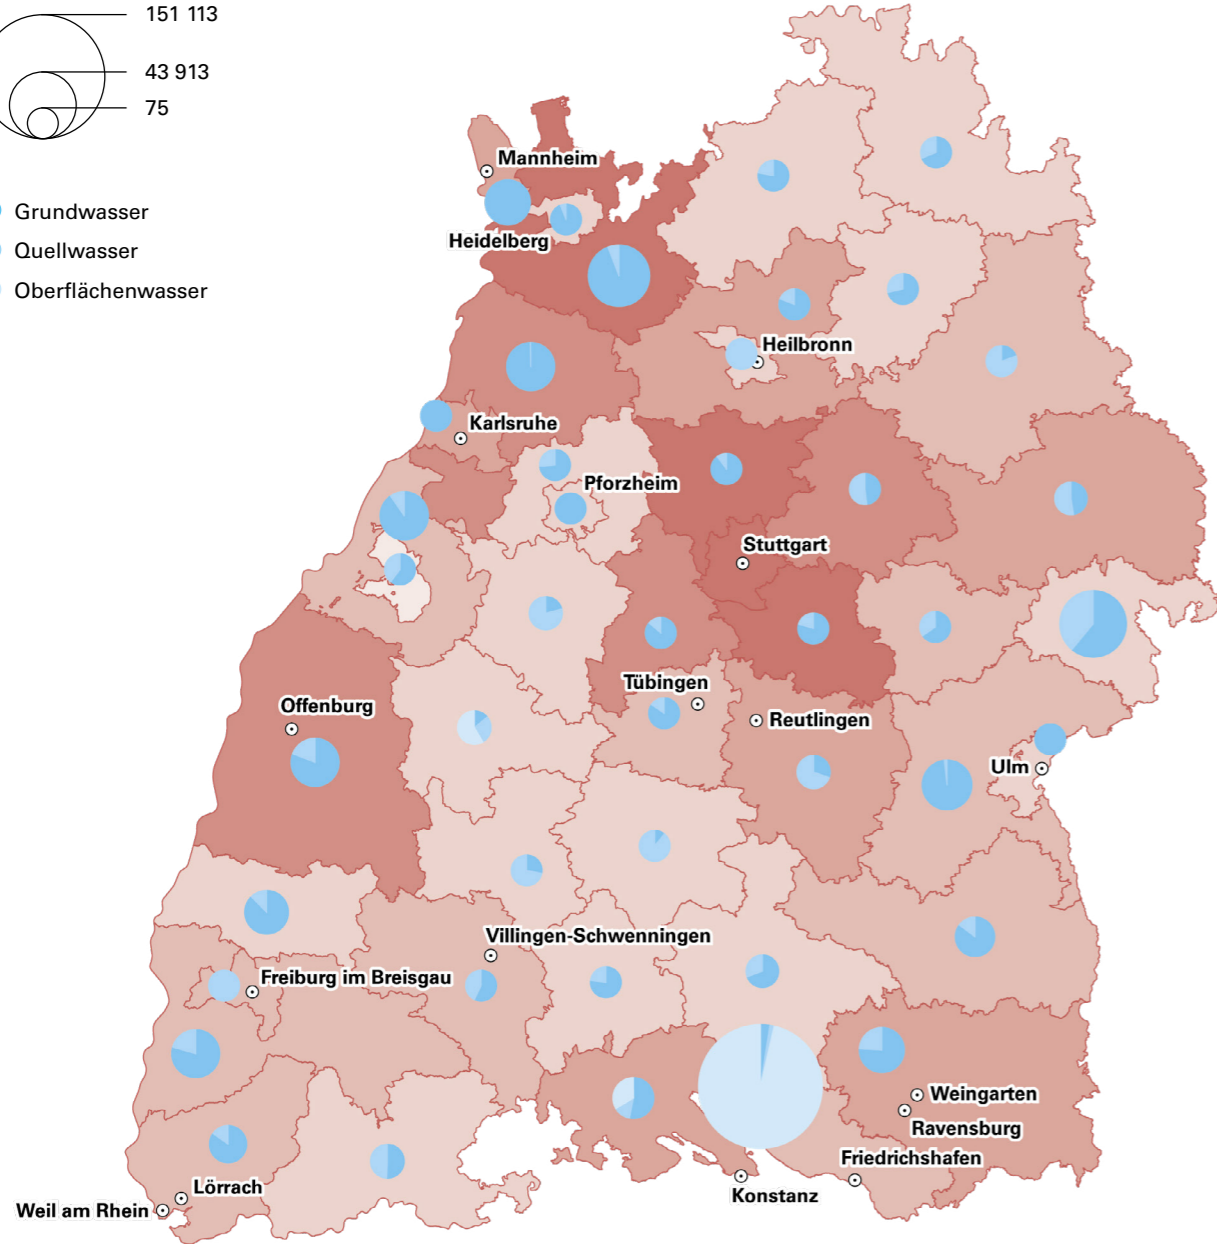 151 113
43 913
75
Grundwasser
Quellwasser
Oberflächenwasser
Mannheim
Heidelberg
Heilbronn
Karlsruhe
Pforzheim
Stuttgart
Tübingen
Offenburg
Reutlingen
Ulm
Villingen-Schwenningen
Freiburg im Breisgau
Weingarten
Ravensburg
Friedrichshafen
Konstanz
Lörrach
Weil am Rhein